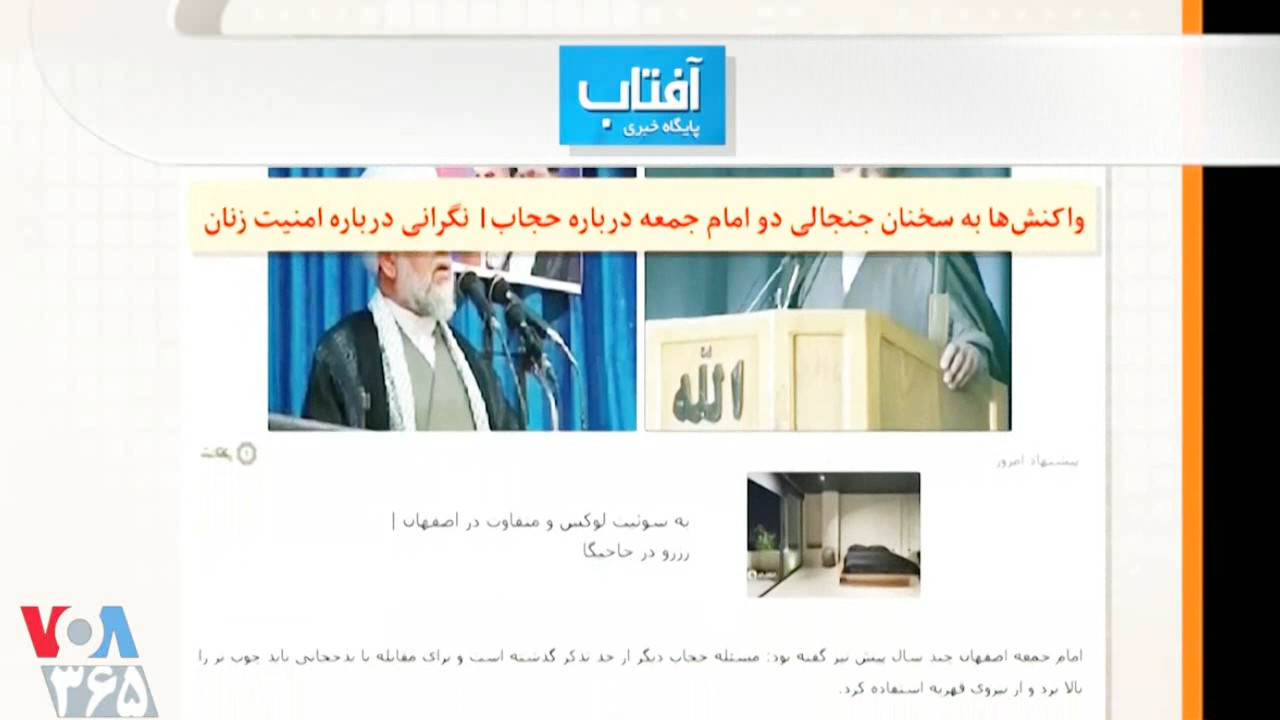 آفتاب
پایگاه خبری
واکنش‌ها به سخنان جنجالی دو امام جمعه درباره حجاب| نگرانی درباره امنیت زنان
الله
پیشنهاد امروز
یه سوئیت لوکس و متفاوت در اصفهان |
رزرو در جاجیگا
امام جمعه اصفهان چند سال پیش نیز گفته بود: مسئله حجاب دیگر از حد تذکر گذشته است و برای مقابله با بدحجابی باید چوب تر را
بالا برد و از نیروی قهریه استفاده کرد.
VOA
۳۶۵